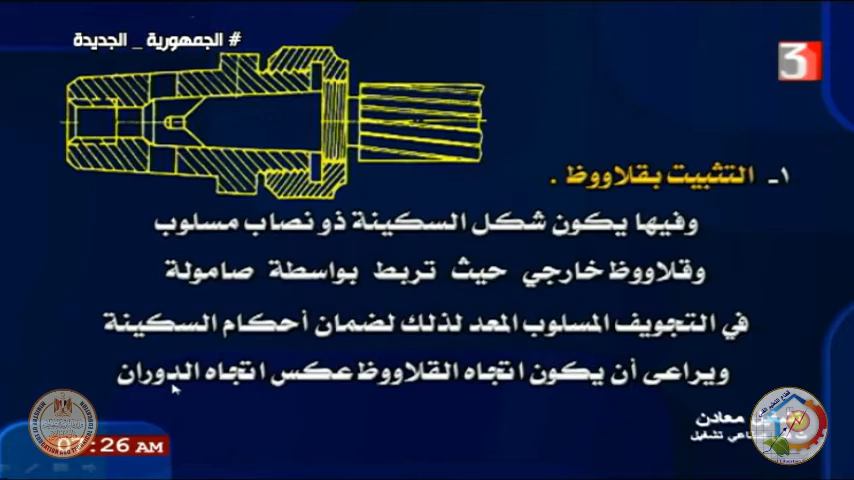 # الجمهورية _ الجديدة
3
١- التثبيت بقلاووظ .
وفيها يكون شكل السكينة ذو نصاب مسلوب
وقلاووظ خارجي حيث تربط بواسطة صامولة
في التجويف المسلوب المعد لذلك لضمان أحكام السكينة
ويراعى أن يكون اتجاه القلاووظ عكس اتجاه الدوران
معادن
تشغيل
07:26 AM